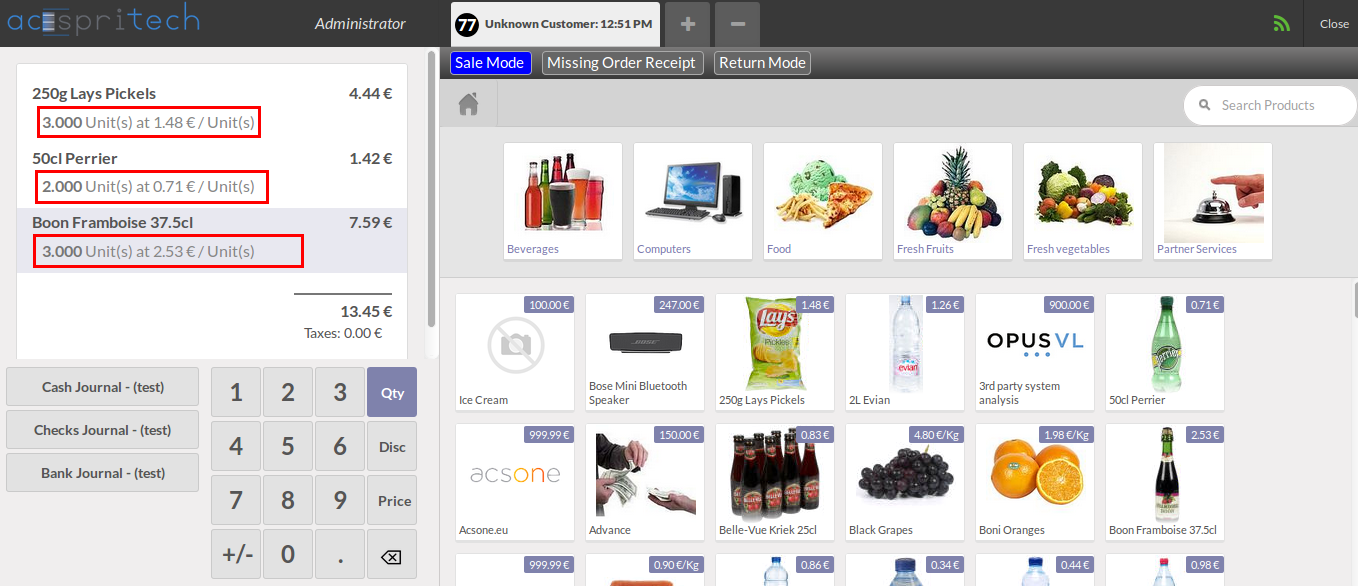 acespritech
Administrator
77 Unknown Customer: 12:51 PM
+
−
Close
Sale Mode
Missing Order Receipt
Return Mode
Search Products
250g Lays Pickels 4.44 €
3.000 Unit(s) at 1.48 € / Unit(s)
50cl Perrier 1.42 €
2.000 Unit(s) at 0.71 € / Unit(s)
Boon Framboise 37.5cl 7.59 €
3.000 Unit(s) at 2.53 € / Unit(s)
13.45 €
Taxes: 0.00 €
Cash Journal - (test)
Checks Journal - (test)
Bank Journal - (test)
1 2 3 Qty
4 5 6 Disc
7 8 9 Price
+/- 0 .
Beverages
Computers
Food
Fresh Fruits
Fresh vegetables
Partner Services
100.00 €
Ice Cream
247.00 €
BOSE
Bose Mini Bluetooth
Speaker
1.48 €
Lays
Pickles
250g Lays Pickels
1.26 €
evian
2L Evian
900.00 €
OPUS VL
3rd party system
analysis
0.71 €
perrier
50cl Perrier
999.99 €
acsone
Acsone.eu
150.00 €
Advance
0.83 €
Belle-Vue Kriek 25cl
4.80 €/Kg
Black Grapes
1.98 €/Kg
Boni Oranges
2.53 €
Boon Framboise 37.5cl
999.99 €
0.90 €/Kg
0.86 €
0.34 €
0.44 €
0.98 €